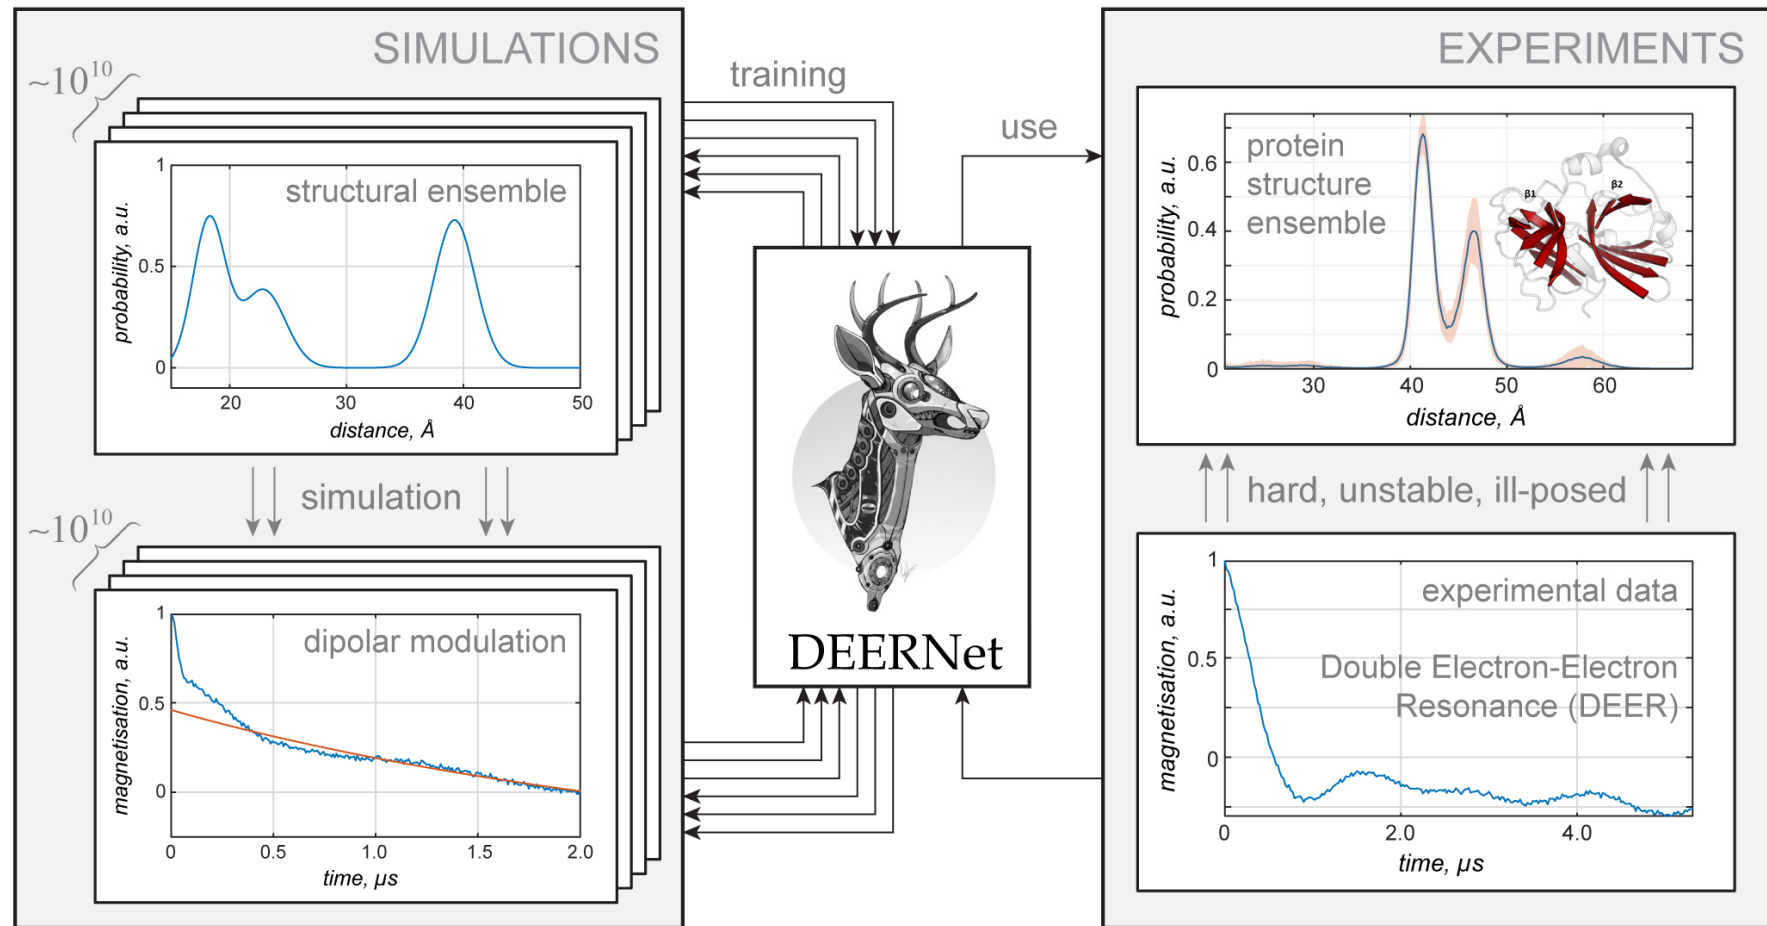 SIMULATIONS
~10¹⁰
structural ensemble
probability, a.u.
1
0.5
0
20
30
40
50
distance, Å
simulation
~10¹⁰
dipolar modulation
magnetisation, a.u.
1
0.5
0
0
0.5
1.0
1.5
2.0
time, µs
training
use
DEERNet
EXPERIMENTS
protein
structure
ensemble
β1
β2
probability, a.u.
0.6
0.4
0.2
0
30
40
50
60
distance, Å
hard, unstable, ill-posed
experimental data
Double Electron-Electron
Resonance (DEER)
magnetisation, a.u.
1
0.5
0
0
2.0
4.0
time, µs